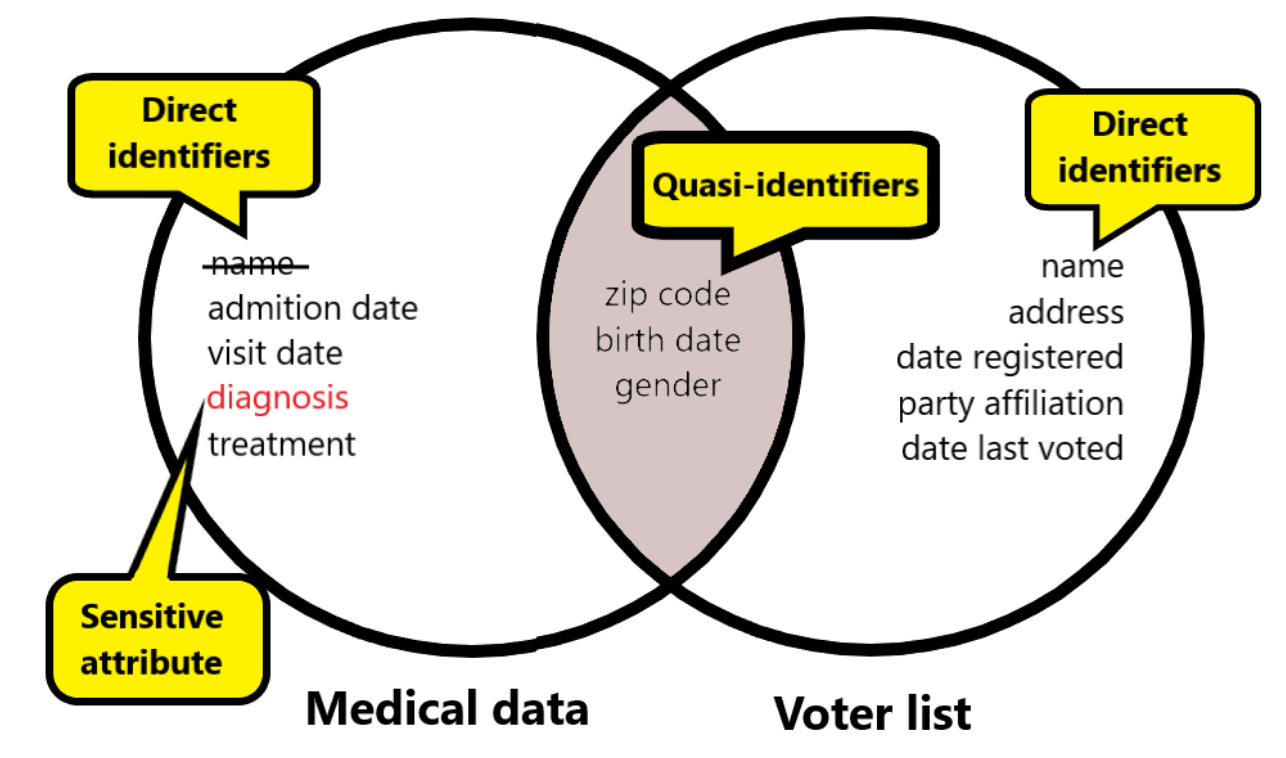 Direct
identifiers
Direct
identifiers
Quasi-identifiers
name
admition date
visit date
diagnosis
treatment
zip code
birth date
gender
name
address
date registered
party affiliation
date last voted
Sensitive
attribute
Medical data
Voter list